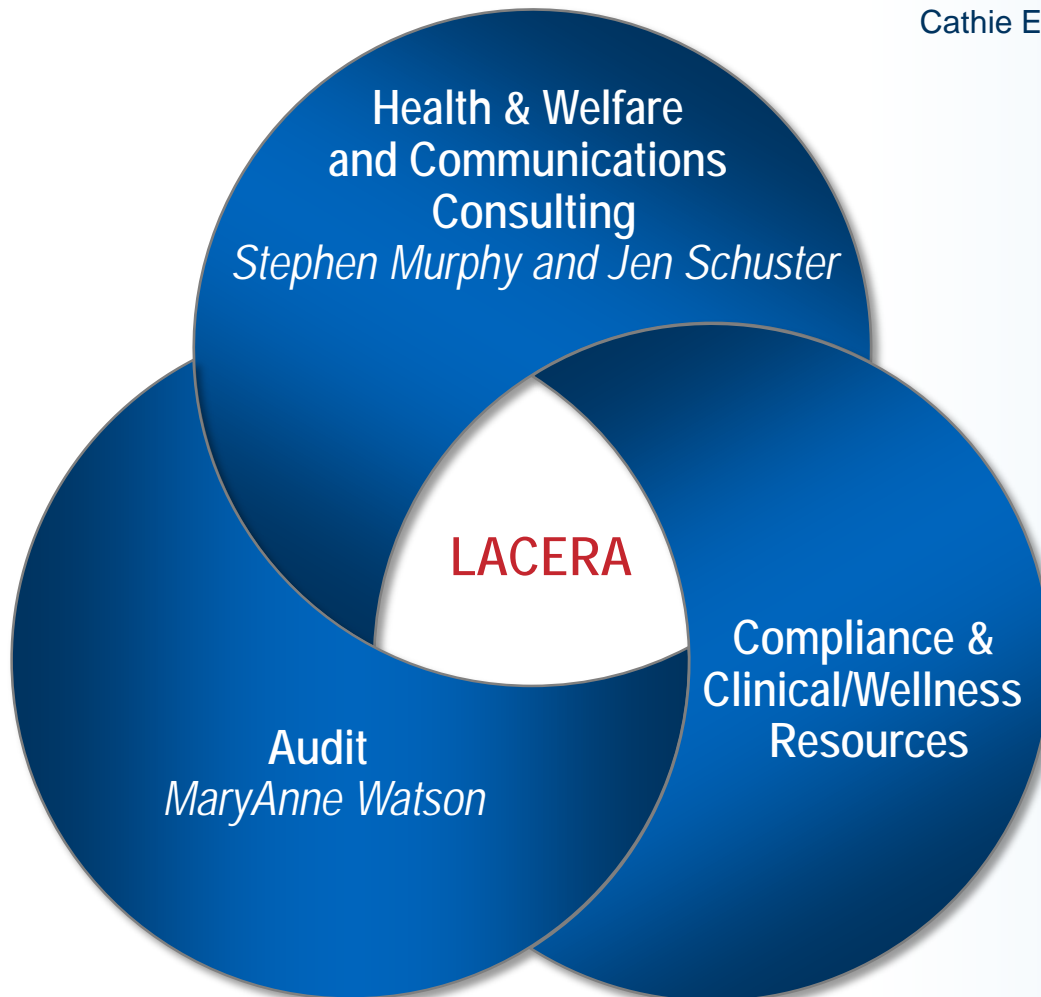 Cathie E
Health & Welfare
and Communications
Consulting
Stephen Murphy and Jen Schuster
LACERA
Compliance &
Clinical/Wellness
Resources
Audit
MaryAnne Watson